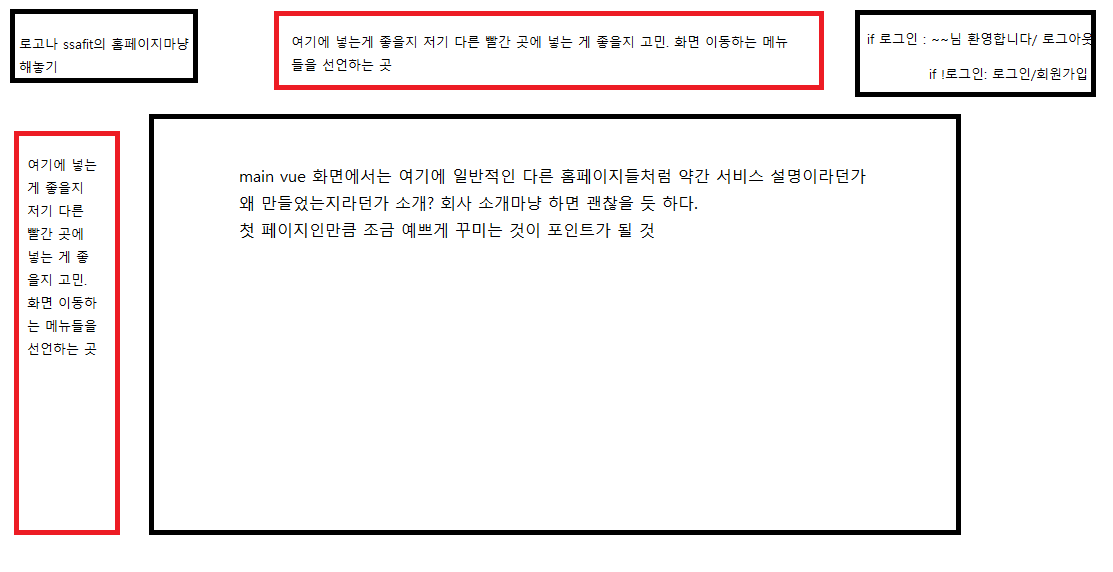 로고나 ssafit의 홈페이지마냥
해놓기
여기에 넣는게 좋을지 저기 다른 빨간 곳에 넣는 게 좋을지 고민. 화면 이동하는 메뉴
들을 선언하는 곳
if 로그인 : ~~님 환영합니다/ 로그아웃
if !로그인: 로그인/회원가입
여기에 넣는
게 좋을지
저기 다른
빨간 곳에
넣는 게 좋
을지 고민.
화면 이동하
는 메뉴들을
선언하는 곳
main vue 화면에서는 여기에 일반적인 다른 홈페이지들처럼 약간 서비스 설명이라던가
왜 만들었는지라던가 소개? 회사 소개마냥 하면 괜찮을 듯 하다.
첫 페이지인만큼 조금 예쁘게 꾸미는 것이 포인트가 될 것